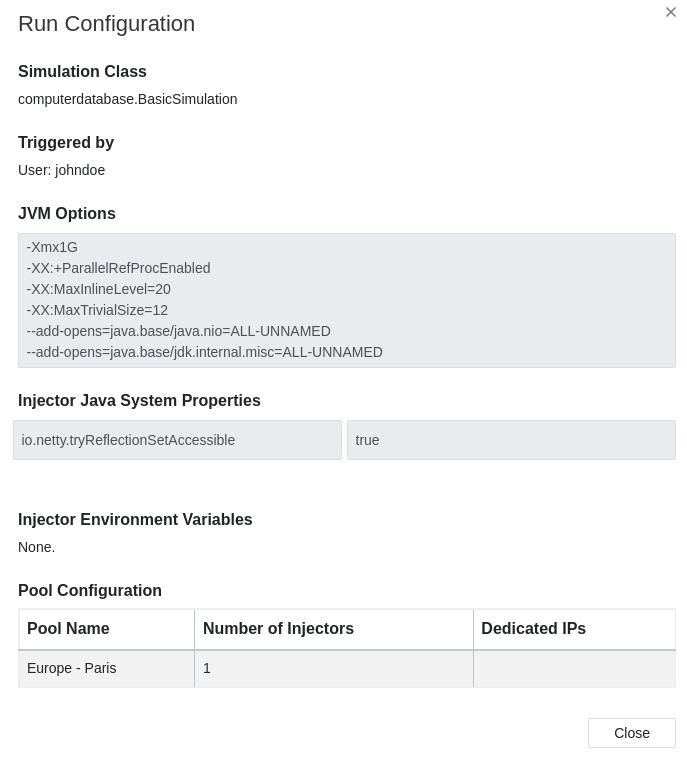 Run Configuration
Simulation Class
computerdatabase.BasicSimulation
Triggered by
User: johndoe
JVM Options
-Xmx1G
-XX:+ParallelRefProcEnabled
-XX:MaxInlineLevel=20
-XX:MaxTrivialSize=12
--add-opens=java.base/java.nio=ALL-UNNAMED
--add-opens=java.base/jdk.internal.misc=ALL-UNNAMED
Injector Java System Properties
io.netty.tryReflectionSetAccessible true
Injector Environment Variables
None.
Pool Configuration
Pool Name Number of Injectors Dedicated IPs
Europe - Paris 1
Close